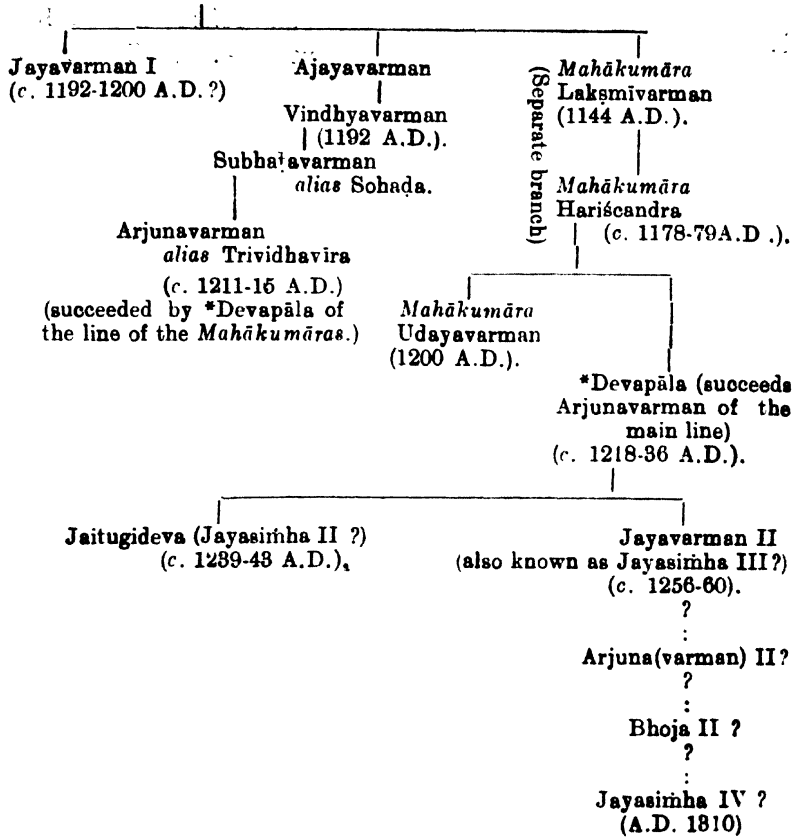 Jayavarman I
(c. 1192-1200 A.D. ?)
Ajayavarman
Vindhyavarman
(1192 A.D.).
Subhaṭavarman
alias Sohaḍa.
Arjunavarman
alias Trividhavīra
(c. 1211-15 A.D.)
(succeeded by *Devapāla of
the line of the Mahākumāras.)
(Separate branch)
Mahākumāra
Lakṣmīvarman
(1144 A.D.).
Mahākumāra
Hariścandra
(c. 1178-79A.D .).
Mahākumāra
Udayavarman
(1200 A.D.).
*Devapāla (succeeds
Arjunavarman of the
main line)
(c. 1218-36 A.D.).
Jaitugideva (Jayasiṁha II ?)
(c. 1239-43 A.D.).
Jayavarman II
(also known as Jayasiṁha III?)
(c. 1256-60).
?
:
Arjuna(varman) II?
?
:
Bhoja II ?
?
:
Jayasiṁha IV ?
(A.D. 1310)